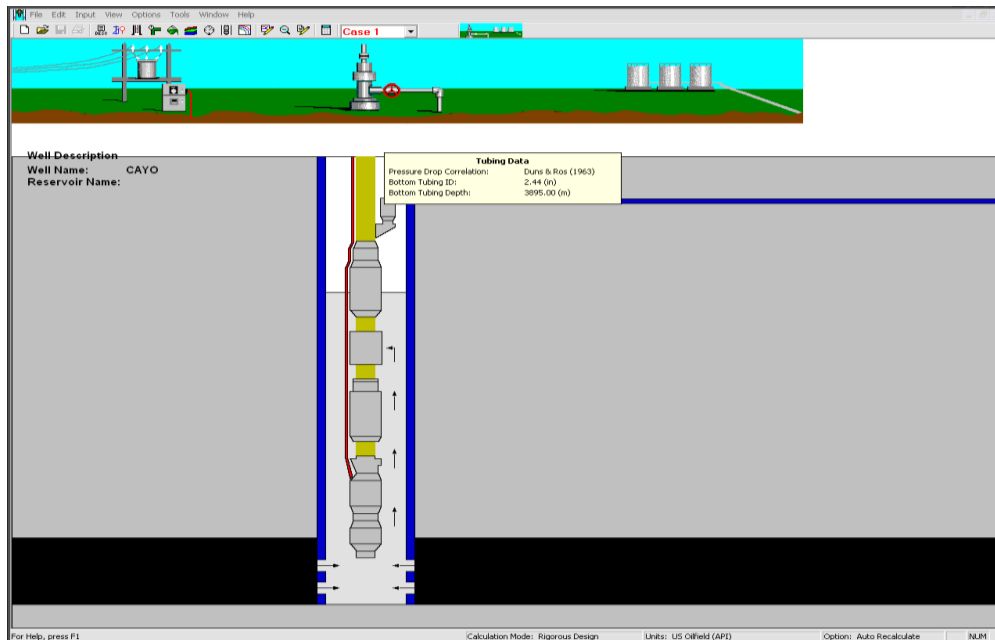 File Edit Input View Options Tools Window Help
Case 1
Well Description
Well Name: CAYO
Reservoir Name:
Tubing Data
Pressure Drop Correlation: Duns & Ros (1963)
Bottom Tubing ID: 2.44 (in)
Bottom Tubing Depth: 3895.00 (m)
For Help, press F1 Calculation Mode: Rigorous Design Units: US Oilfield (API) Option: Auto Recalculate NUM